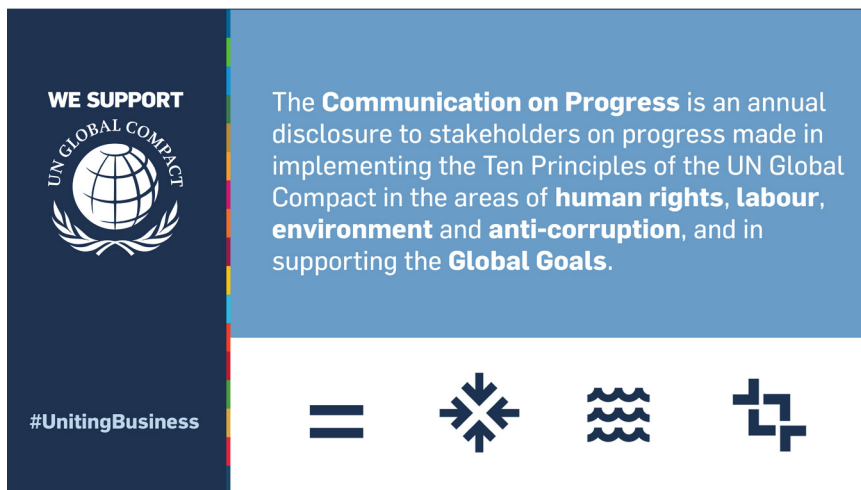 WE SUPPORT
UN GLOBAL COMPACT
#UnitingBusiness
The Communication on Progress is an annual
disclosure to stakeholders on progress made in
implementing the Ten Principles of the UN Global
Compact in the areas of human rights, labour,
environment and anti-corruption, and in
supporting the Global Goals.